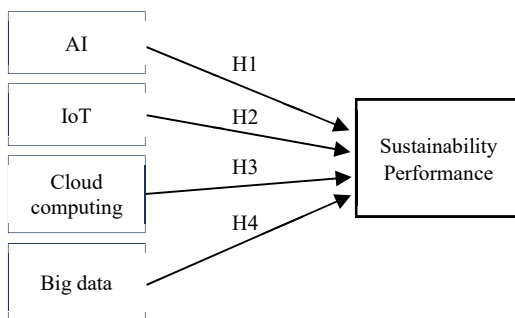 AI
H1
IoT
H2
Sustainability
Performance
H3
Cloud
computing
H4
Big data